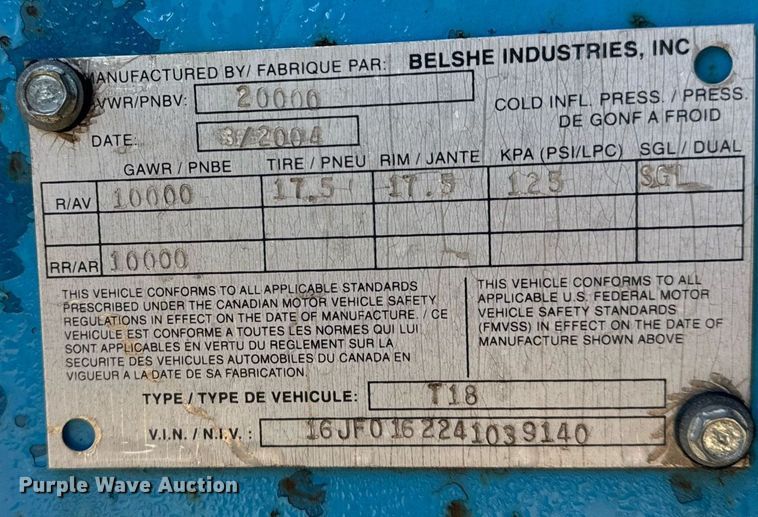 MANUFACTURED BY/ FABRIQUE PAR: BELSHE INDUSTRIES, INC
VWR/PNBV: 20000
COLD INFL. PRESS. / PRESS.
DE GONF A FROID
DATE: 3/2004
GAWR / PNBE TIRE / PNEU RIM / JANTE KPA (PSI/LPC) SGL / DUAL
R/AV 10000 17.5 17.5 125 SGL
RR/AR 10000
THIS VEHICLE CONFORMS TO ALL APPLICABLE STANDARDS
PRESCRIBED UNDER THE CANADIAN MOTOR VEHICLE SAFETY
REGULATIONS IN EFFECT ON THE DATE OF MANUFACTURE. / CE
VEHICULE EST CONFORME A TOUTES LES NORMES QUI LUI
SONT APPLICABLES EN VERTU DU REGLEMENT SUR LA
SECURITE DES VEHICULES AUTOMOBILES DU CANADA EN
VIGUEUR A LA DATE DE SA FABRICATION.
THIS VEHICLE CONFORMS TO ALL
APPLICABLE U.S. FEDERAL MOTOR
VEHICLE SAFETY STANDARDS
(FMVSS) IN EFFECT ON THE DATE OF
MANUFACTURE SHOWN ABOVE
TYPE / TYPE DE VEHICULE: T18
V.I.N. / N.I.V.: 16JF0162241039140
Purple Wave Auction